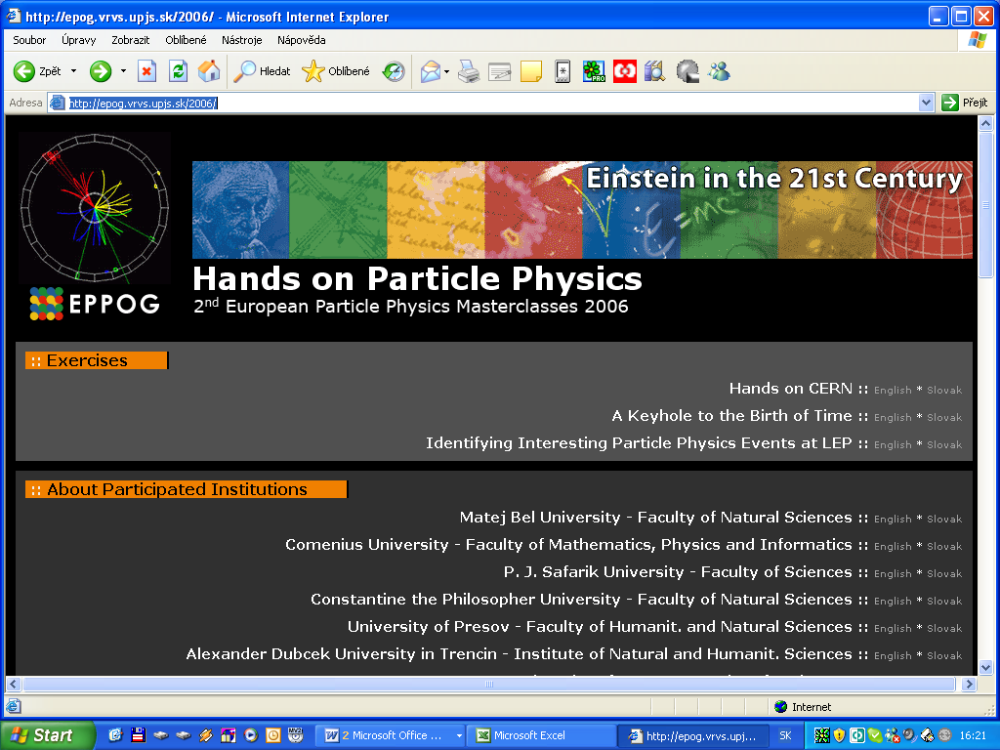 http://epog.vrvs.upjs.sk/2006/ - Microsoft Internet Explorer
Soubor Úpravy Zobrazit Oblíbené Nástroje Nápověda
Zpět Hledat Oblíbené PRO
Adresa http://epog.vrvs.upjs.sk/2006/ Přejít
Einstein in the 21st Century
E=mc²
EPPOG
Hands on Particle Physics
2nd European Particle Physics Masterclasses 2006
:: Exercises
Hands on CERN :: English * Slovak
A Keyhole to the Birth of Time :: English * Slovak
Identifying Interesting Particle Physics Events at LEP :: English * Slovak
:: About Participated Institutions
Matej Bel University - Faculty of Natural Sciences :: English * Slovak
Comenius University - Faculty of Mathematics, Physics and Informatics :: English * Slovak
P. J. Safarik University - Faculty of Sciences :: English * Slovak
Constantine the Philosopher University - Faculty of Natural Sciences :: English * Slovak
University of Presov - Faculty of Humanit. and Natural Sciences :: English * Slovak
Alexander Dubcek University in Trencin - Institute of Natural and Humanit. Sciences :: English * Slovak
Internet
Start 2 Microsoft Office ... Microsoft Excel http://epog.vrvs.upj... SK 16:21